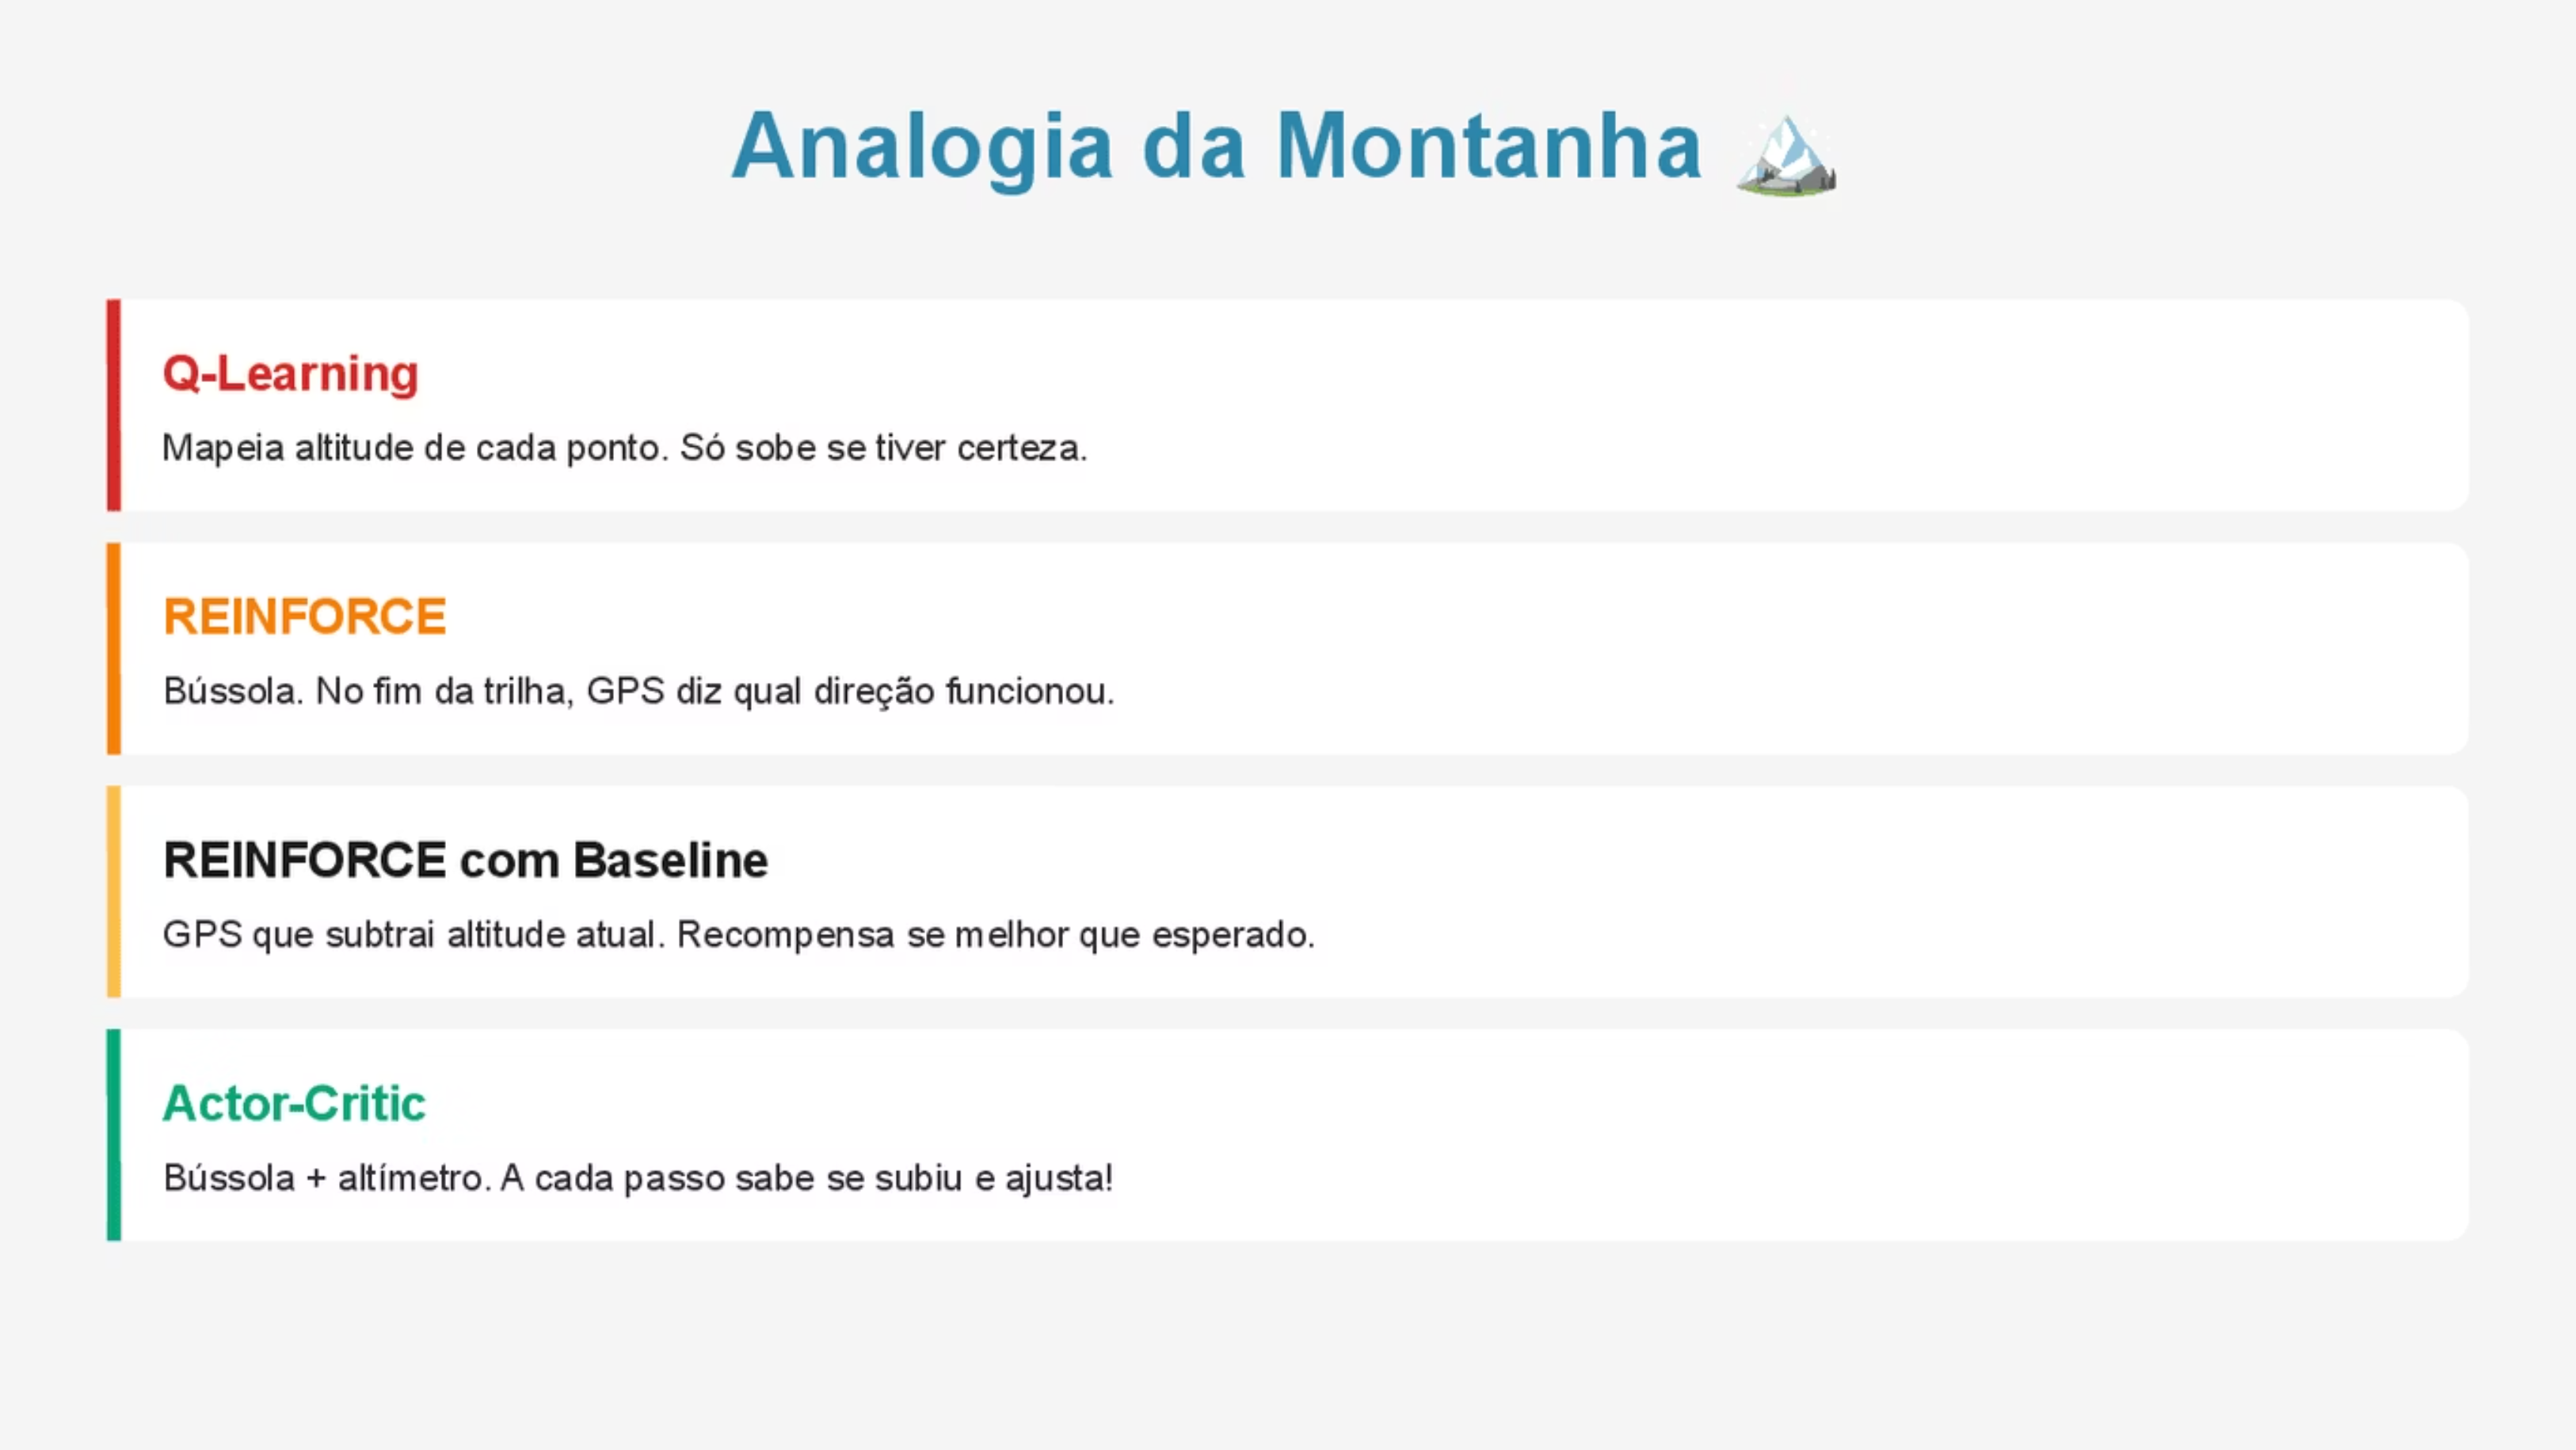 Analogia da Montanha
Q-Learning
Mapeia altitude de cada ponto. Só sobe se tiver certeza.
REINFORCE
Bússola. No fim da trilha, GPS diz qual direção funcionou.
REINFORCE com Baseline
GPS que subtrai altitude atual. Recompensa se melhor que esperado.
Actor-Critic
Bússola + altímetro. A cada passo sabe se subiu e ajusta!